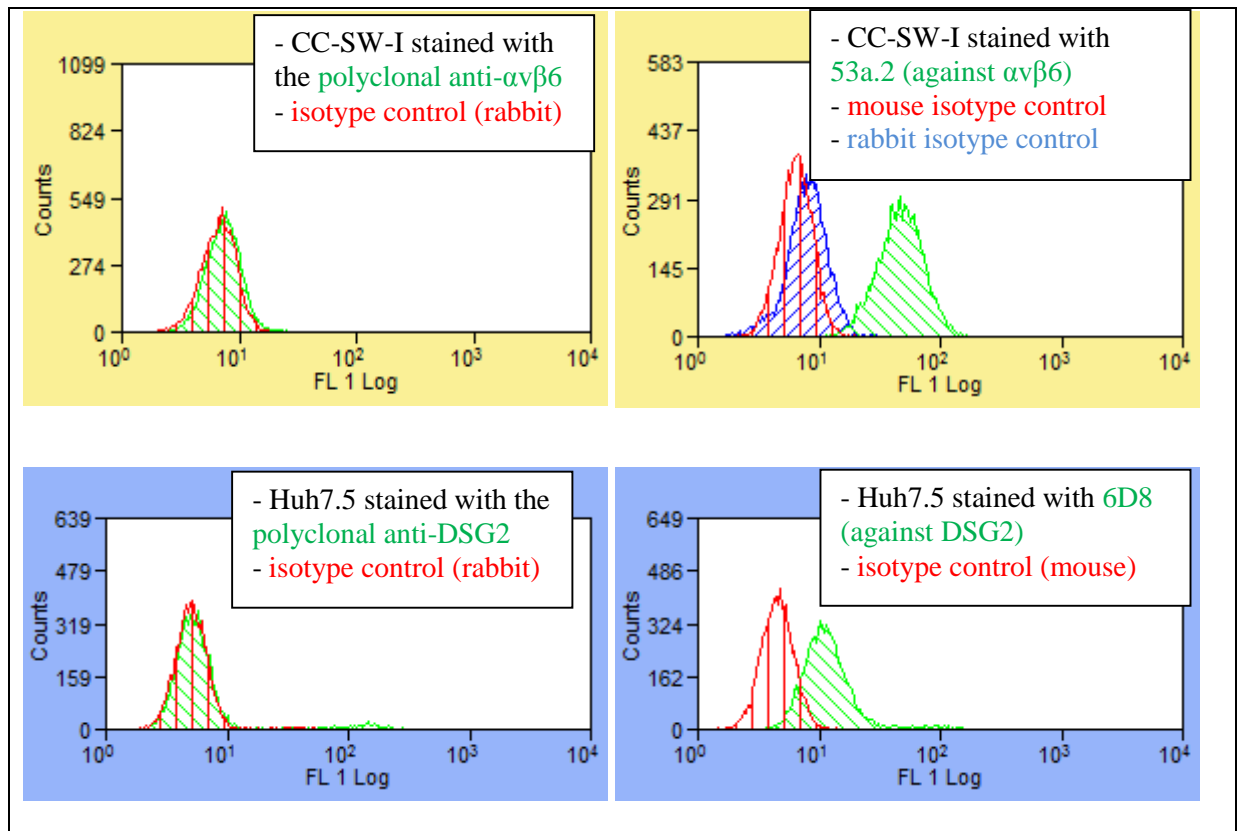 - CC-SW-I stained with
the polyclonal anti-αvβ6
- isotype control (rabbit)
1099
824
549
274
0
Counts
10⁰ 10¹ 10² 10³ 10⁴
FL 1 Log
- CC-SW-I stained with
53a.2 (against αvβ6)
- mouse isotype control
- rabbit isotype control
583
437
291
145
0
Counts
10⁰ 10¹ 10² 10³ 10⁴
FL 1 Log
- Huh7.5 stained with the
polyclonal anti-DSG2
- isotype control (rabbit)
639
479
319
159
0
Counts
10⁰ 10¹ 10² 10³ 10⁴
FL 1 Log
- Huh7.5 stained with 6D8
(against DSG2)
- isotype control (mouse)
649
486
324
162
0
Counts
10⁰ 10¹ 10² 10³ 10⁴
FL 1 Log